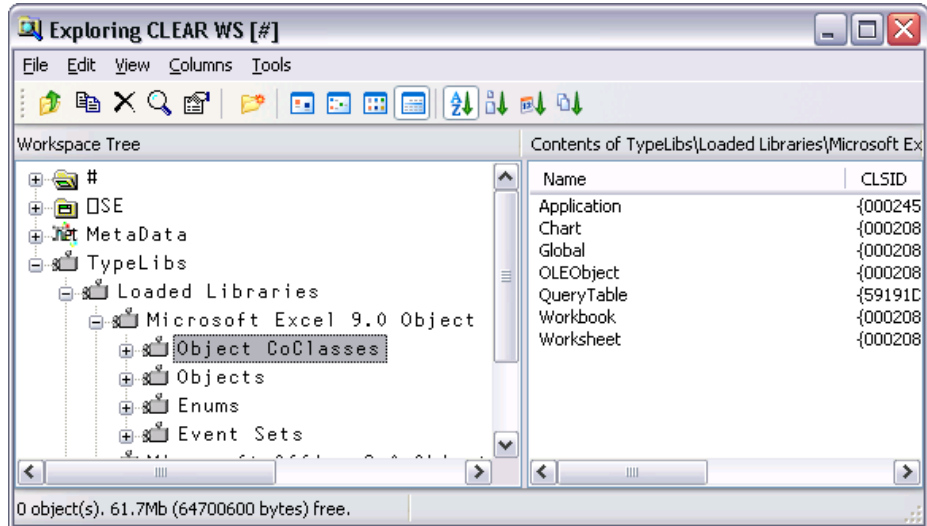 Exploring CLEAR WS [#]
File Edit View Columns Tools
Workspace Tree
#
⎕SE
MetaData
TypeLibs
Loaded Libraries
Microsoft Excel 9.0 Object
Object CoClasses
Objects
Enums
Event Sets
Contents of TypeLibs\Loaded Libraries\Microsoft Ex
Name CLSID
Application {000245
Chart {000208
Global {000208
OLEObject {000208
QueryTable {59191D
Workbook {000208
Worksheet {000208
0 object(s). 61.7Mb (64700600 bytes) free.